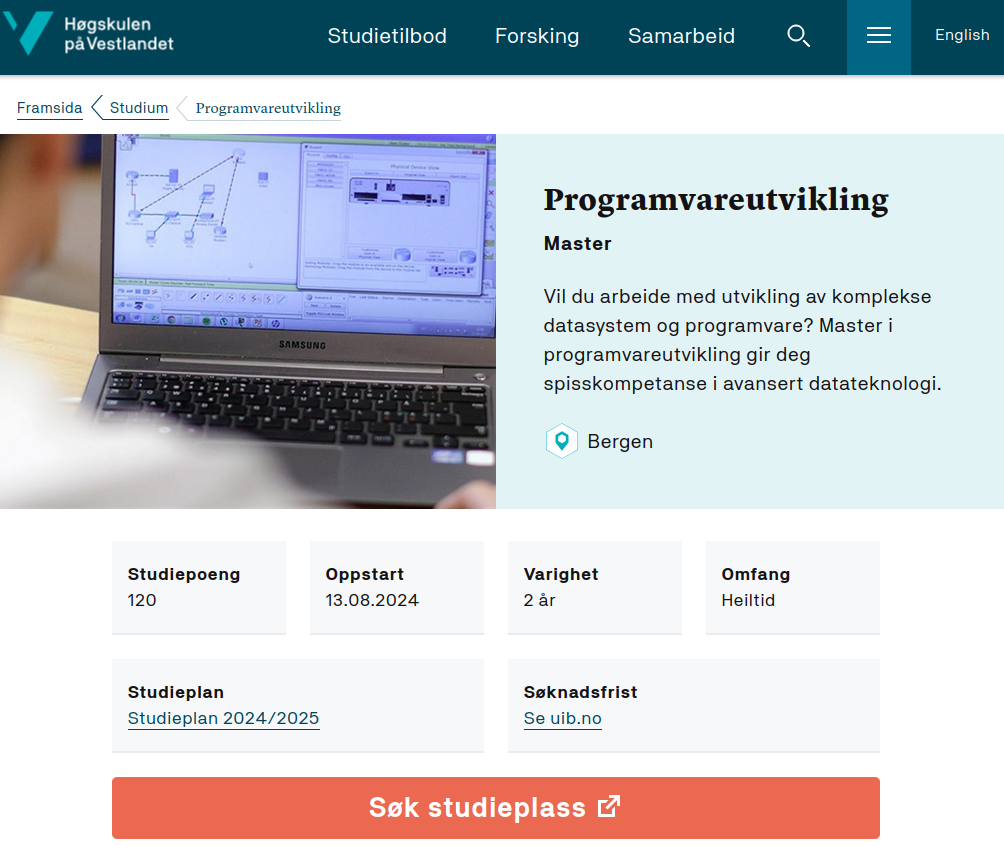 Høgskulen
på Vestlandet
Studietilbod
Forsking
Samarbeid
English
Framsida
Studium
Programvareutvikling
SAMSUNG
Programvareutvikling
Master
Vil du arbeide med utvikling av komplekse
datasystem og programvare? Master i
programvareutvikling gir deg
spisskompetanse i avansert datateknologi.
Bergen
Studiepoeng
120
Oppstart
13.08.2024
Varighet
2 år
Omfang
Heiltid
Studieplan
Studieplan 2024/2025
Søknadsfrist
Se uib.no
Søk studieplass